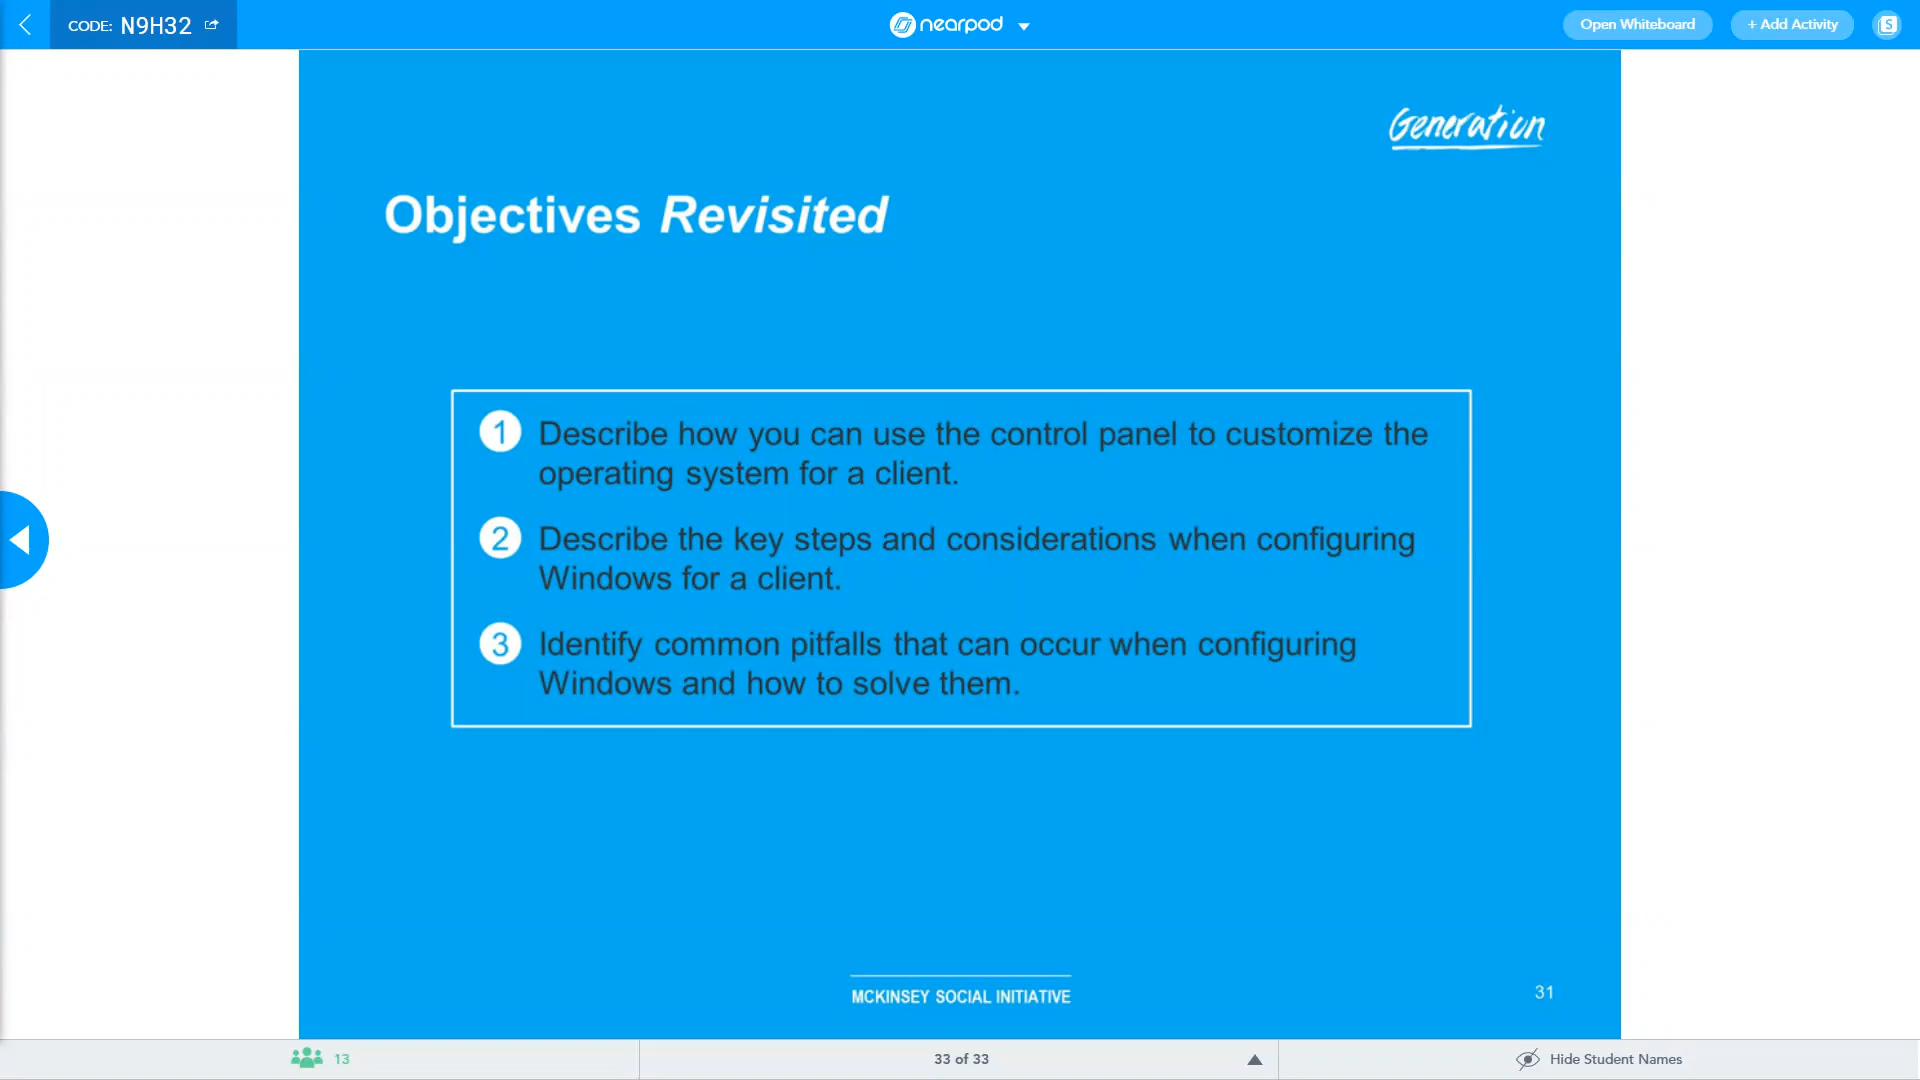 CODE: N9H32
nearpod
Open Whiteboard
+ Add Activity
S
Generation
Objectives Revisited
1 Describe how you can use the control panel to customize the
operating system for a client.
2 Describe the key steps and considerations when configuring
Windows for a client.
3 Identify common pitfalls that can occur when configuring
Windows and how to solve them.
MCKINSEY SOCIAL INITIATIVE
31
13
33 of 33
Hide Student Names